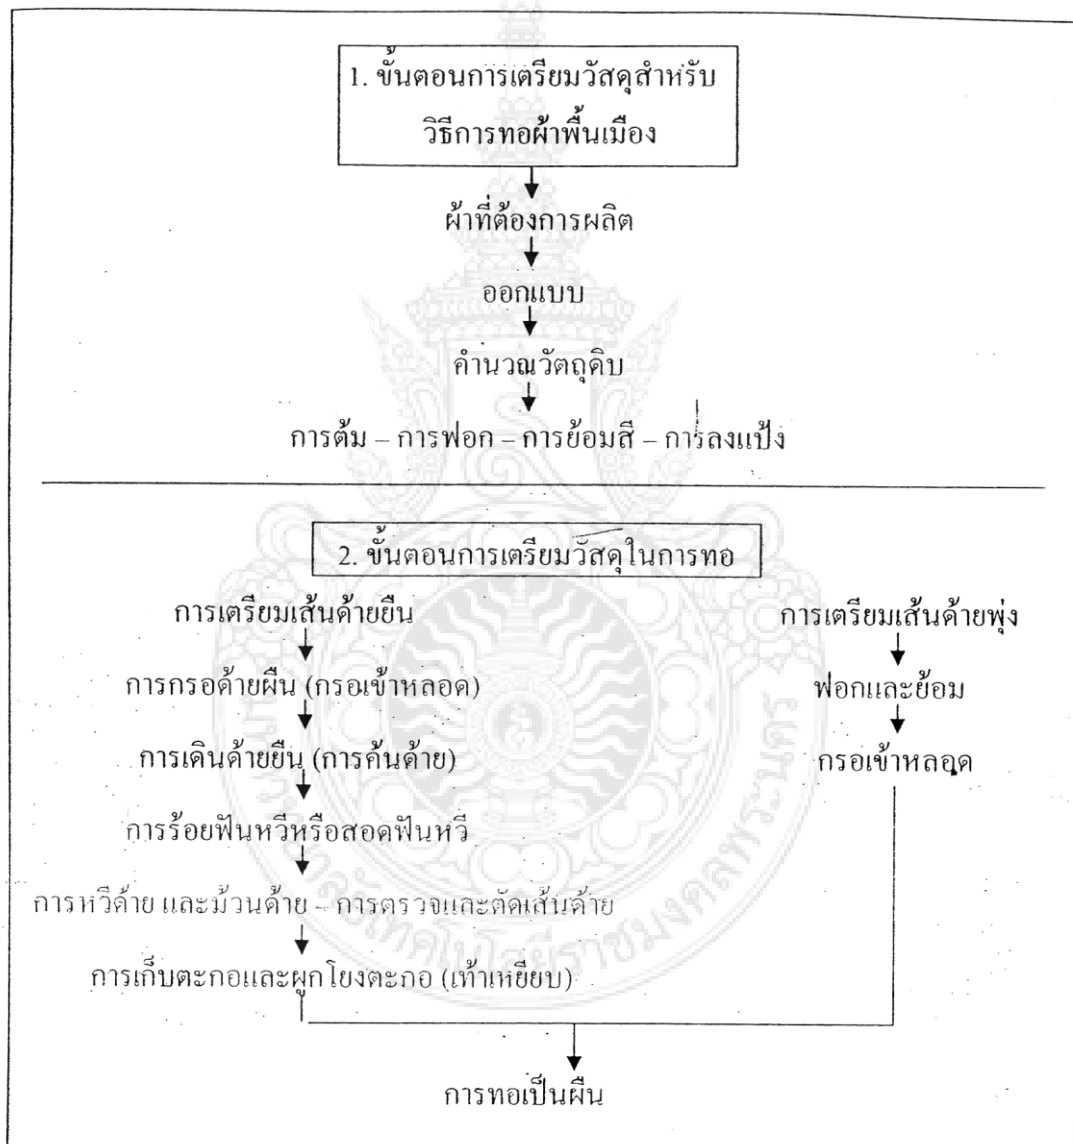 1. ขั้นตอนการเตรียมวัสดุสำหรับ
วิธีการทอผ้าพื้นเมือง
ผ้าที่ต้องการผลิต
ออกแบบ
คำนวณวัตถุดิบ
การต้ม – การฟอก – การย้อมสี – การลงแป้ง
2. ขั้นตอนการเตรียมวัสดุในการทอ
การเตรียมเส้นด้ายยืน
การกรอด้ายผืน (กรอเข้าหลอด)
การเดินด้ายยืน (การค้นด้าย)
การร้อยฟันหวีหรือสอดฟันหวี
การหวีด้าย และม้วนด้าย – การตรวจและตัดเส้นด้าย
การเก็บตะกอและผูกโยงตะกอ (เท้าเหยียบ)
การเตรียมเส้นด้ายพุ่ง
ฟอกและย้อม
กรอเข้าหลอด
การทอเป็นผืน